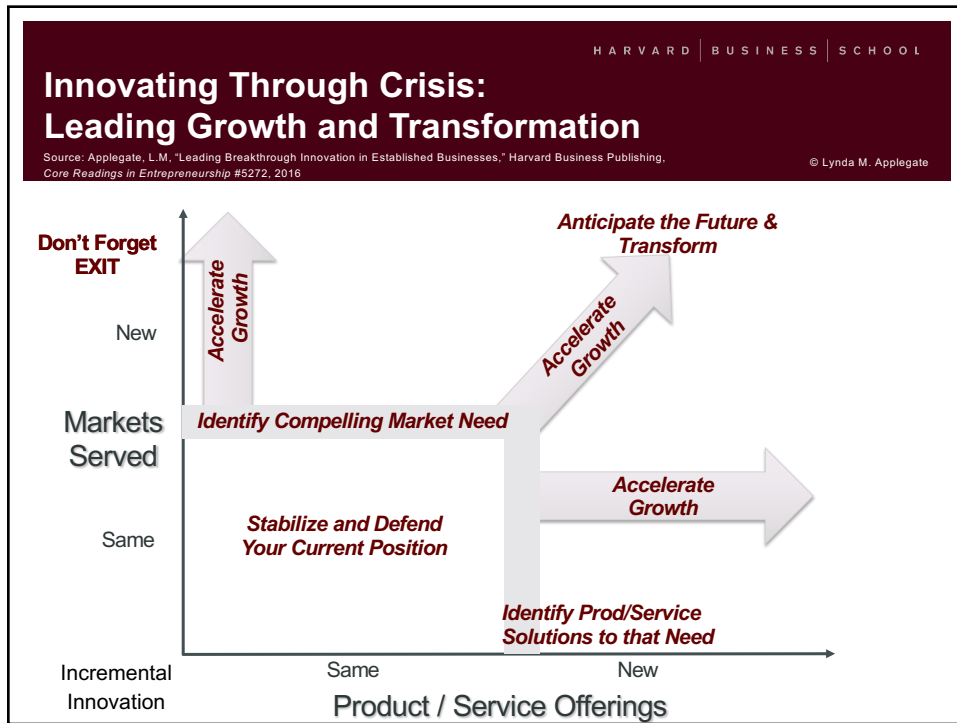 HARVARD | BUSINESS | SCHOOL
Innovating Through Crisis:
Leading Growth and Transformation
Source: Applegate, L.M, “Leading Breakthrough Innovation in Established Businesses,” Harvard Business Publishing,
Core Readings in Entrepreneurship #5272, 2016
© Lynda M. Applegate
Don’t Forget
EXIT
Anticipate the Future &
Transform
Accelerate
Growth
Accelerate
Growth
New
Markets
Served
Identify Compelling Market Need
Accelerate
Growth
Same
Stabilize and Defend
Your Current Position
Identify Prod/Service
Solutions to that Need
Incremental
Innovation
Same
New
Product / Service Offerings